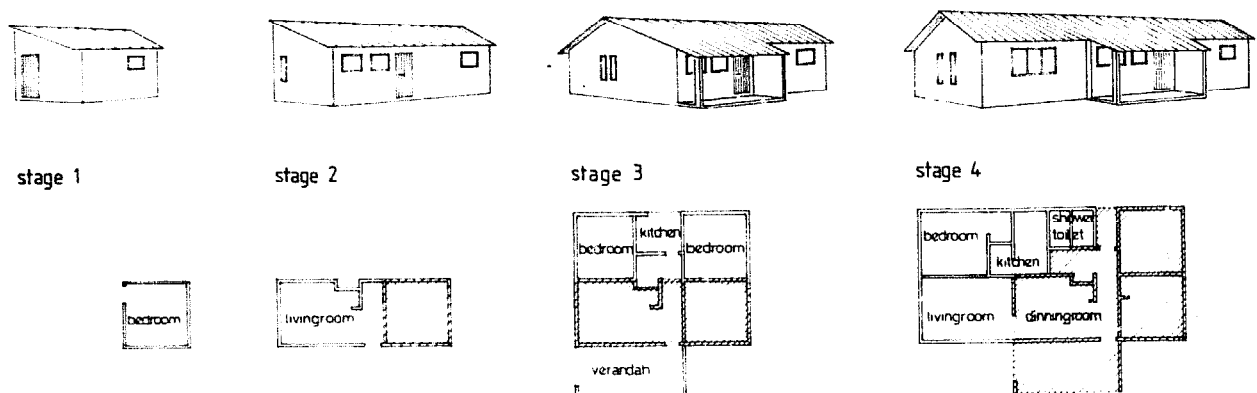 stage 1
stage 2
stage 3
stage 4
bedroom
livingroom
bedroom
kitchen
bedroom
verandah
bedroom
kitchen
shower
toilet
livingroom
dinningroom